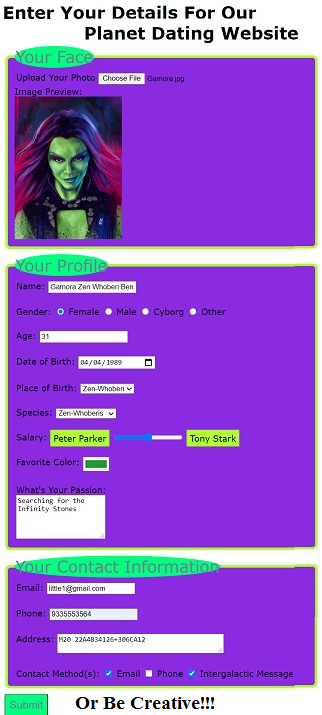 Enter Your Details For Our
Planet Dating Website
Your Face
Upload Your Photo Choose File Gamora.jpg
Image Preview:
Your Profile
Name: Gamora Zen Whoberi Ben
Gender: Female Male Cyborg Other
Age: 31
Date of Birth: 04/04/1989
Place of Birth: Zen-Whoberi
Species: Zen-Whoberis
Salary: Peter Parker Tony Stark
Favorite Color:
What's Your Passion:
Searching for the
Infinity Stones
Your Contact Information
Email: little1@gmail.com
Phone: 9335553564
Address: M20 22A4834126+306CA12
Contact Method(s): Email Phone Intergalactic Message
Submit Or Be Creative!!!